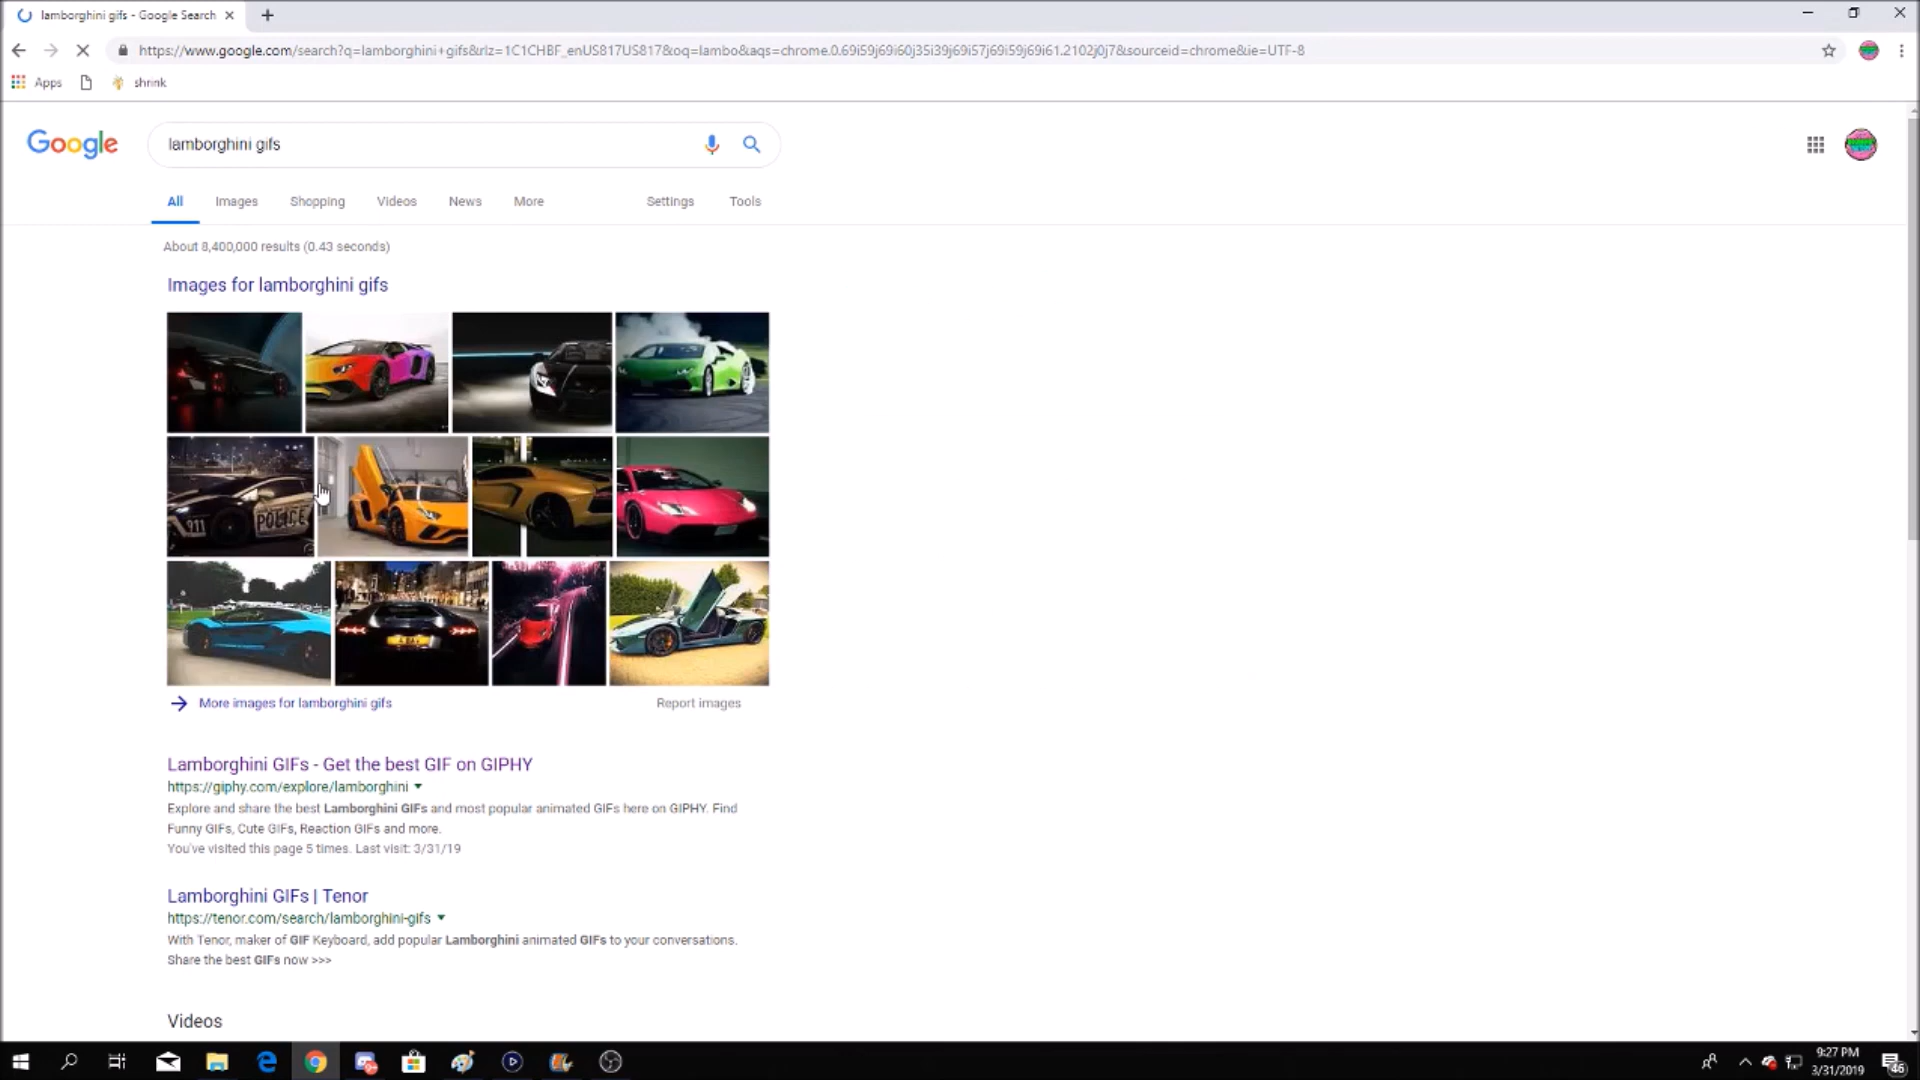 lamborghini gifs - Google Search
https://www.google.com/search?q=lamborghini+gifs&rlz=1C1CHBF_enUS817US817&oq=lambo&aqs=chrome.0.69i59j69i60j35i39j69i57j69i59j69i61.2102j0j7&sourceid=chrome&ie=UTF-8
Apps shrink
Google lamborghini gifs
All Images Shopping Videos News More Settings Tools
About 8,400,000 results (0.43 seconds)
Images for lamborghini gifs
911 POLICE
More images for lamborghini gifs Report images
Lamborghini GIFs - Get the best GIF on GIPHY
https://giphy.com/explore/lamborghini
Explore and share the best Lamborghini GIFs and most popular animated GIFs here on GIPHY. Find
Funny GIFs, Cute GIFs, Reaction GIFs and more.
You've visited this page 5 times. Last visit: 3/31/19
Lamborghini GIFs | Tenor
https://tenor.com/search/lamborghini-gifs
With Tenor, maker of GIF Keyboard, add popular Lamborghini animated GIFs to your conversations.
Share the best GIFs now >>>
Videos
9:27 PM
3/31/2019
46